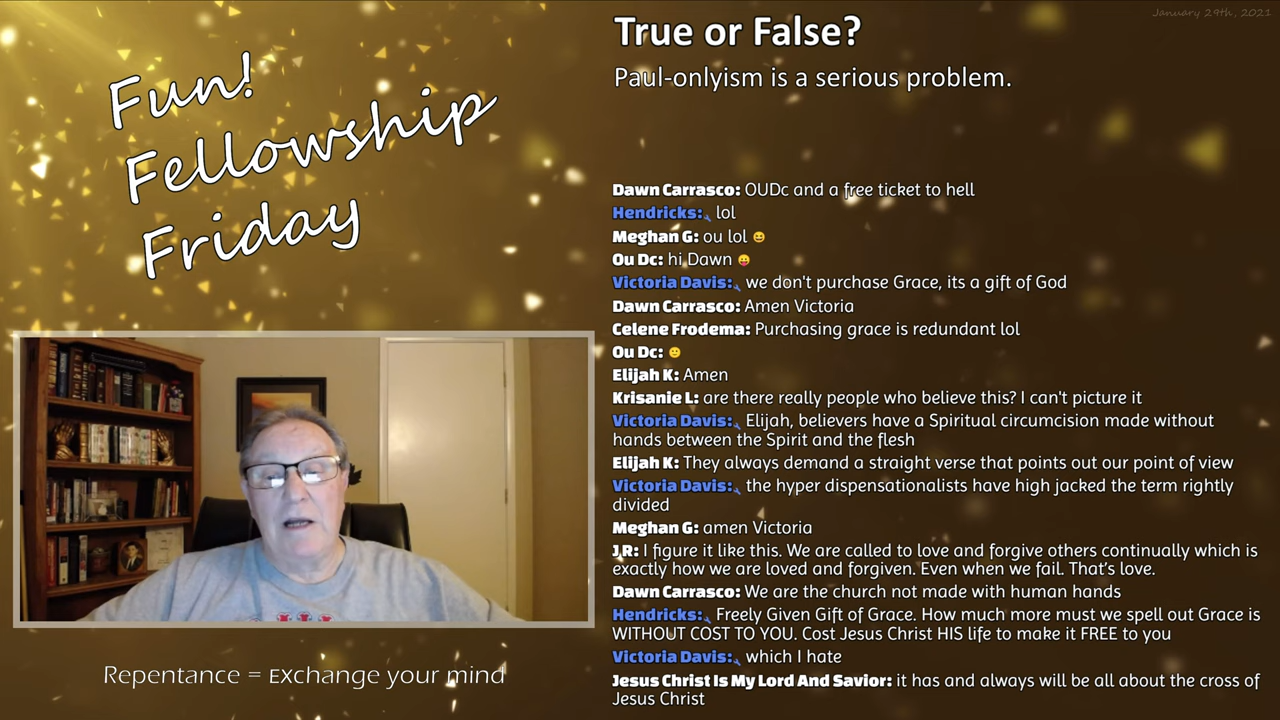 January 29th, 2021
Fun!
Fellowship
Friday
True or False?
Paul-onlyism is a serious problem.
Dawn Carrasco: OUDc and a free ticket to hell
Hendricks: lol
Meghan G: ou lol 😆
Ou Dc: hi Dawn 😛
Victoria Davis: we don't purchase Grace, its a gift of God
Dawn Carrasco: Amen Victoria
Celene Frodema: Purchasing grace is redundant lol
Ou Dc: 🙂
Elijah K: Amen
Krisanie L: are there really people who believe this? I can't picture it
Victoria Davis: Elijah, believers have a Spiritual circumcision made without
hands between the Spirit and the flesh
Elijah K: They always demand a straight verse that points out our point of view
Victoria Davis: the hyper dispensationalists have high jacked the term rightly
divided
Meghan G: amen Victoria
J,R: I figure it like this. We are called to love and forgive others continually which is
exactly how we are loved and forgiven. Even when we fail. That's love.
Dawn Carrasco: We are the church not made with human hands
Hendricks: Freely Given Gift of Grace. How much more must we spell out Grace is
WITHOUT COST TO YOU. Cost Jesus Christ HIS life to make it FREE to you
Victoria Davis: which I hate
Jesus Christ Is My Lord And Savior: it has and always will be all about the cross of
Jesus Christ
Repentance = EXchange your mind